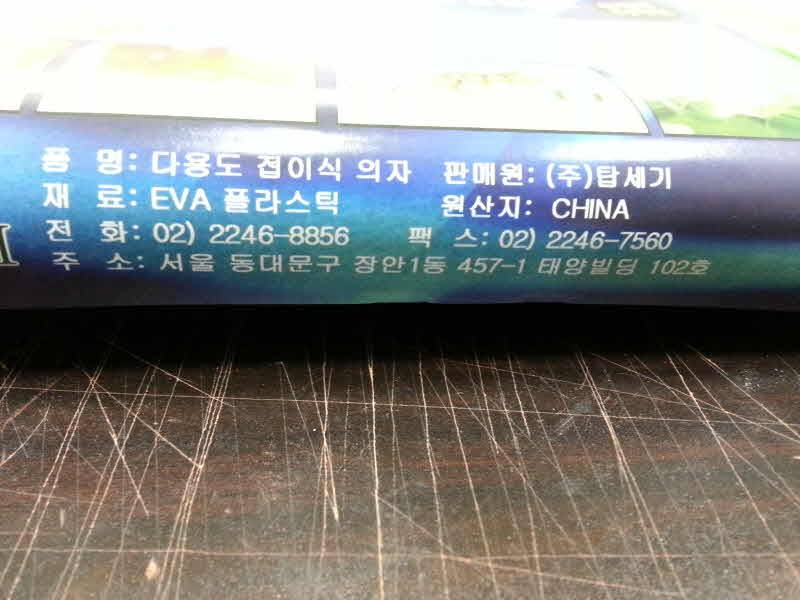 품 명: 다용도 접이식 의자 판매원: (주)탑세기
재 료: EVA 플라스틱 원산지: CHINA
전 화: 02) 2246-8856 팩 스: 02) 2246-7560
주 소: 서울 동대문구 장안1동 457-1 태양빌딩 102호